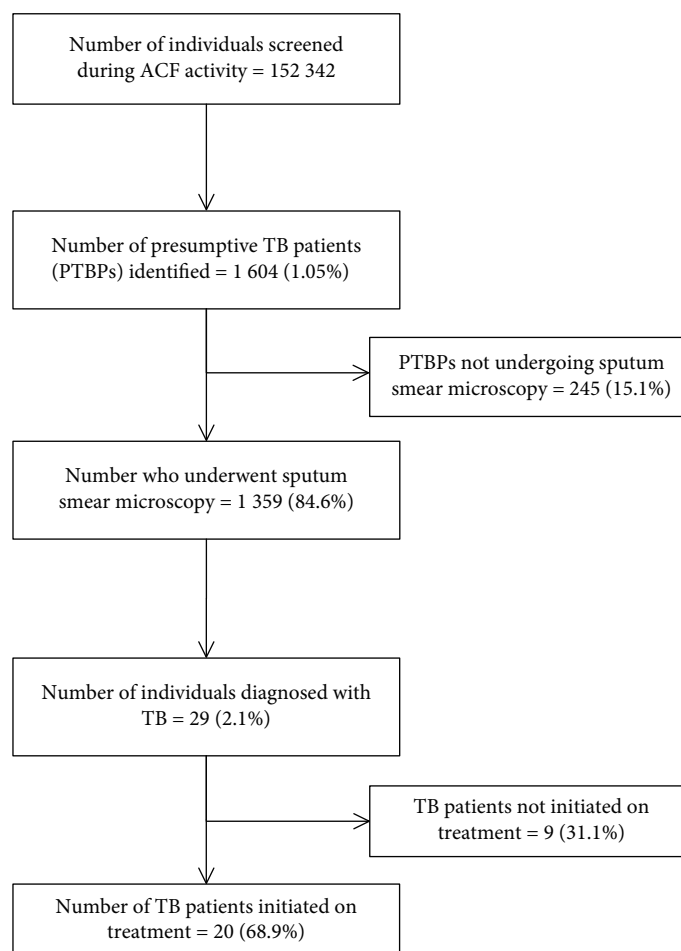 Number of individuals screened
during ACF activity = 152 342
Number of presumptive TB patients
(PTBPs) identified = 1 604 (1.05%)
PTBPs not undergoing sputum
smear microscopy = 245 (15.1%)
Number who underwent sputum
smear microscopy = 1 359 (84.6%)
Number of individuals diagnosed with
TB = 29 (2.1%)
TB patients not initiated on
treatment = 9 (31.1%)
Number of TB patients initiated on
treatment = 20 (68.9%)